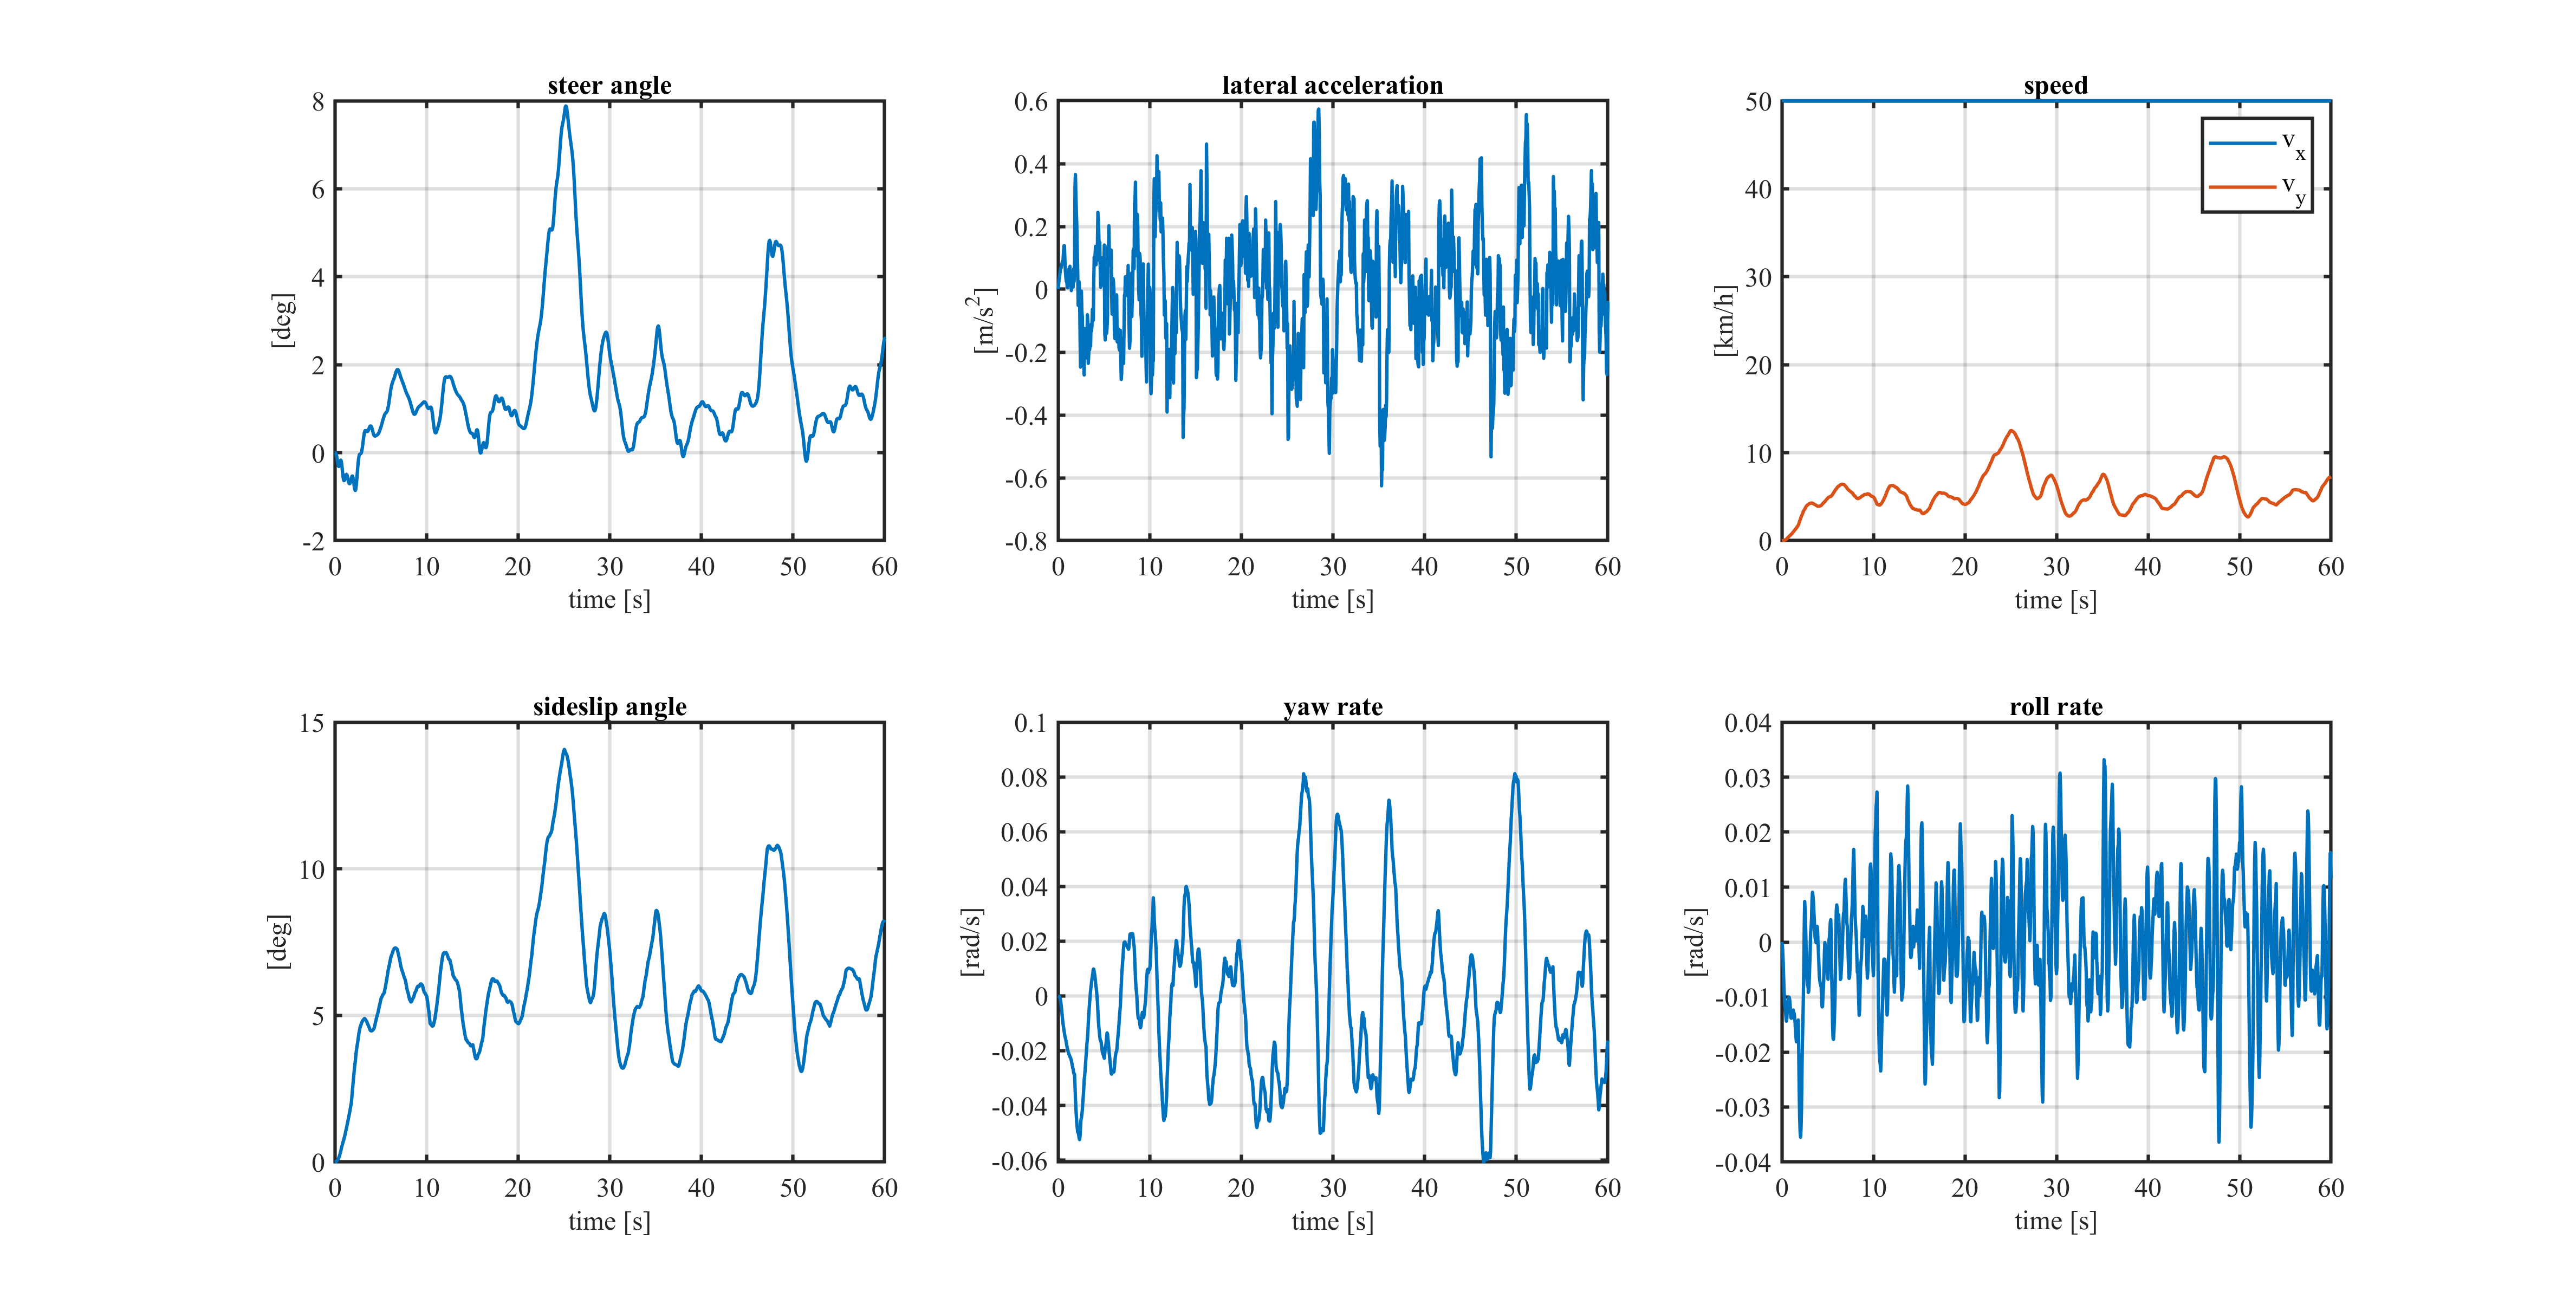 steer angle
8
6
4
2
0
-2
[deg]
0 10 20 30 40 50 60
time [s]
lateral acceleration
0.6
0.4
0.2
0
-0.2
-0.4
-0.6
-0.8
[m/s²]
0 10 20 30 40 50 60
time [s]
speed
50
40
30
20
10
0
[km/h]
v_x
v_y
0 10 20 30 40 50 60
time [s]
sideslip angle
15
10
5
0
[deg]
0 10 20 30 40 50 60
time [s]
yaw rate
0.1
0.08
0.06
0.04
0.02
0
-0.02
-0.04
-0.06
[rad/s]
0 10 20 30 40 50 60
time [s]
roll rate
0.04
0.03
0.02
0.01
0
-0.01
-0.02
-0.03
-0.04
[rad/s]
0 10 20 30 40 50 60
time [s]